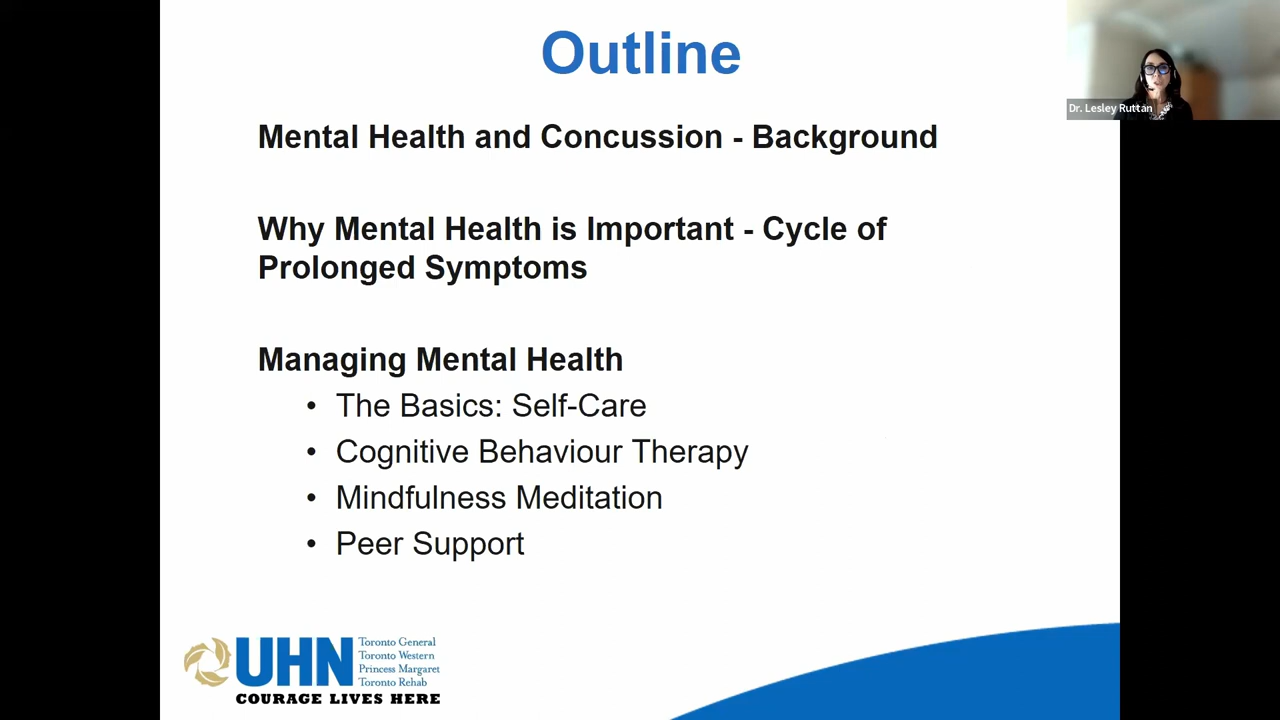 Outline
Dr. Lesley Ruttan
Mental Health and Concussion - Background
Why Mental Health is Important - Cycle of
Prolonged Symptoms
Managing Mental Health
• The Basics: Self-Care
• Cognitive Behaviour Therapy
• Mindfulness Meditation
• Peer Support
UHN
Toronto General
Toronto Western
Princess Margaret
Toronto Rehab
COURAGE LIVES HERE